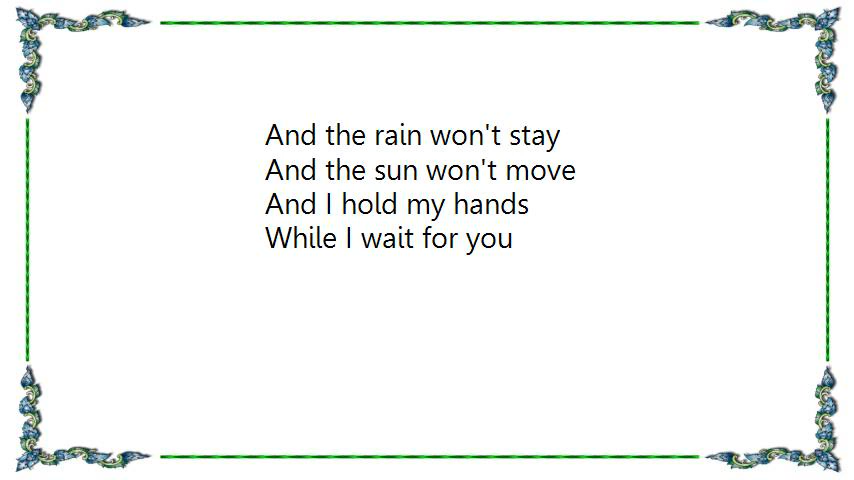 And the rain won't stay
And the sun won't move
And I hold my hands
While I wait for you